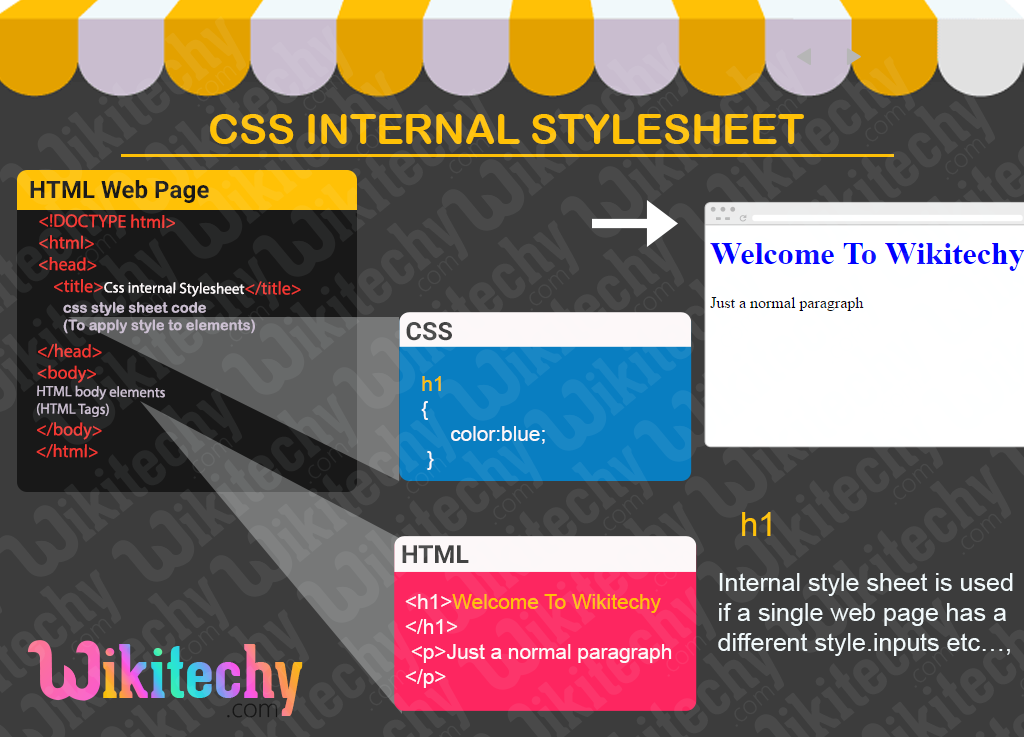 CSS INTERNAL STYLESHEET
HTML Web Page
<!DOCTYPE html>
<html>
<head>
<title>Css internal Stylesheet</title>
css style sheet code
(To apply style to elements)
</head>
<body>
HTML body elements
(HTML Tags)
</body>
</html>
CSS
h1
{
color:blue;
}
HTML
<h1>Welcome To Wikitechy
</h1>
<p>Just a normal paragraph
</p>
Welcome To Wikitechy
Just a normal paragraph
h1
Internal style sheet is used
if a single web page has a
different style.inputs etc...,
Wikitechy
.com